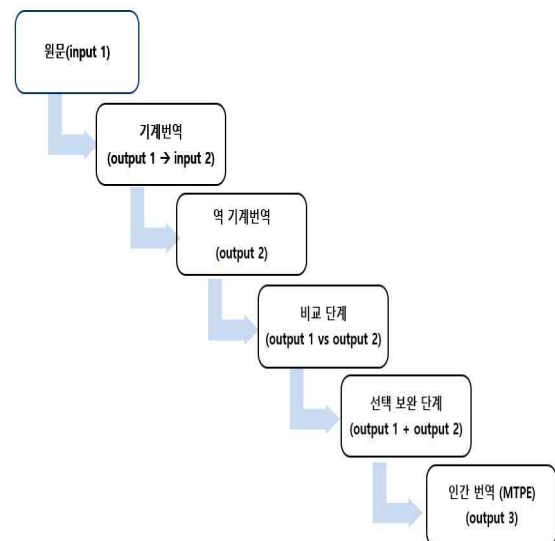 원문(input 1)
기계번역
(output 1 → input 2)
역 기계번역
(output 2)
비교 단계
(output 1 vs output 2)
선택 보완 단계
(output 1 + output 2)
인간 번역 (MTPE)
(output 3)